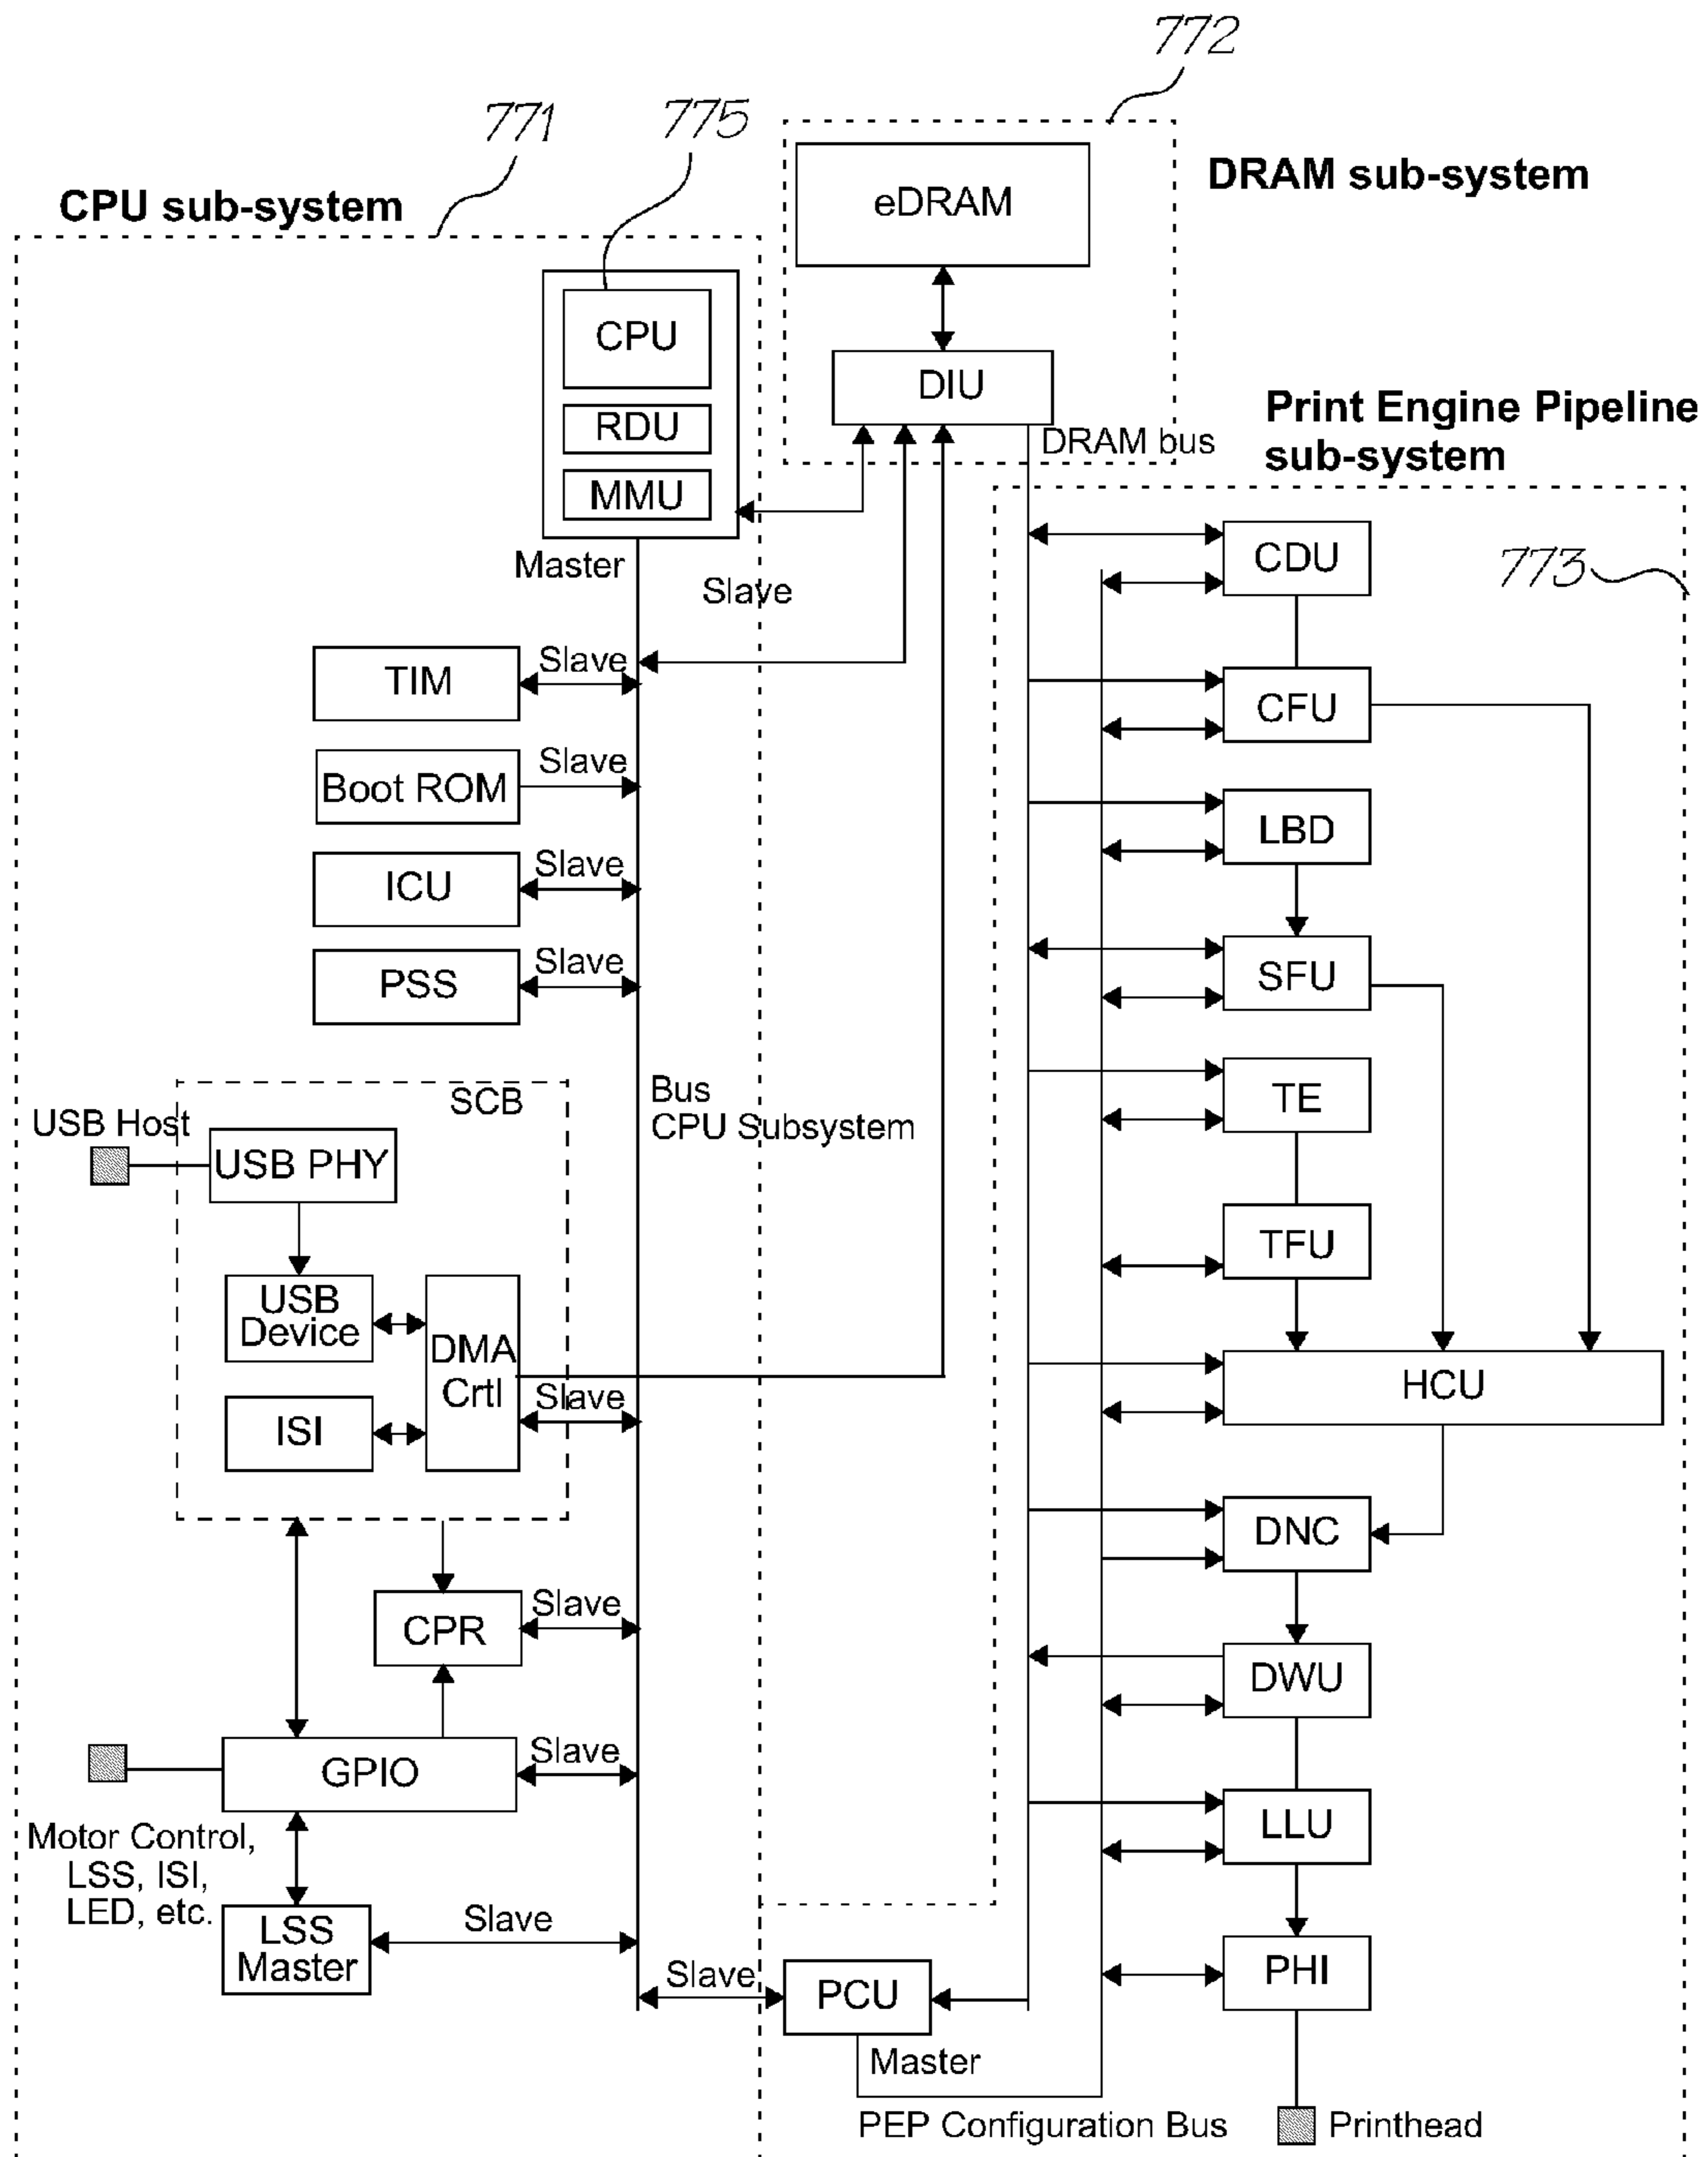 772
771
775
DRAM sub-system
CPU sub-system
eDRAM
CPU
DIU
RDU
Print Engine Pipeline
sub-system
DRAM bus
MMU
CDU
773
Master
Slave
TIM
Slave
CFU
Boot ROM
Slave
LBD
ICU
Slave
PSS
Slave
SFU
SCB
Bus
CPU Subsystem
TE
USB Host
USB PHY
TFU
USB
Device
DMA
Crtl
Slave
HCU
ISI
DNC
CPR
Slave
DWU
GPIO
Slave
Motor Control,
LSS, ISI,
LED, etc.
LLU
LSS
Master
Slave
Slave
PCU
PHI
Master
PEP Configuration Bus
Printhead